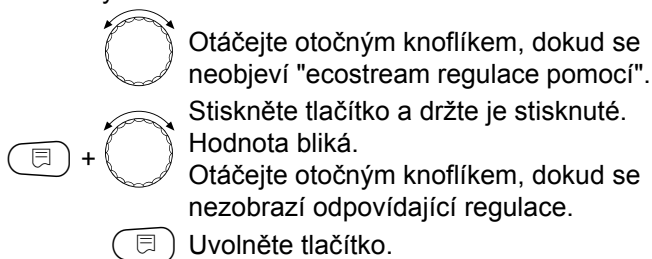 Otáčejte otočným knoflíkem, dokud se
neobjeví "ecostream regulace pomocí".
Stiskněte tlačítko a držte je stisknuté.
+
Hodnota bliká.
Otáčejte otočným knoflíkem, dokud se
nezobrazí odpovídající regulace.
Uvolněte tlačítko.